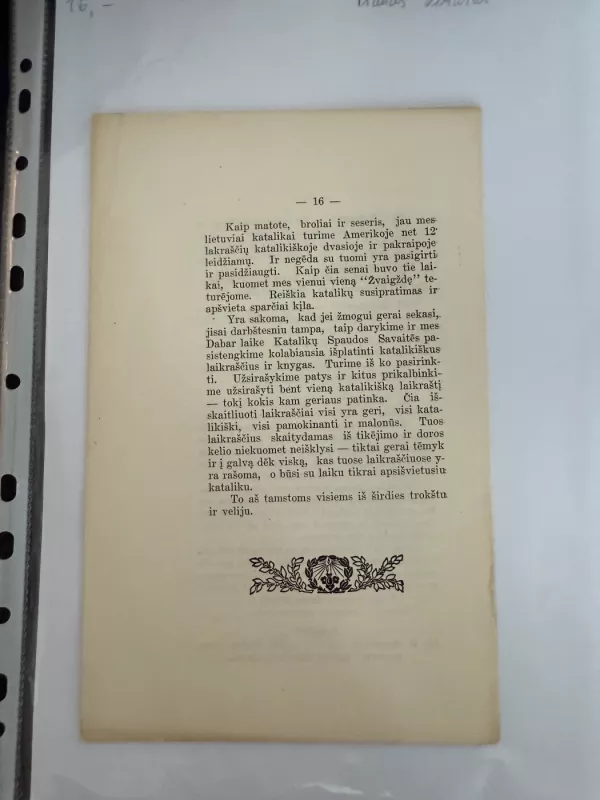 16,-
— 16 —
Kaip matote, broliai ir seseris, jau mes
lietuviai katalikai turime Amerikoje net 12
lakraščių katalikiškoje dvasioje ir pakraipoje
leidžiamų. Ir negėda su tuomi yra pasigirti
ir pasidžiaugti. Kaip čia senai buvo tie lai-
kai, kuomet mes vienui vieną "Žvaigždę" te-
turėjome. Reiškia katalikų susipratimas ir
apšvieta sparčiai kįla.
Yra sakoma, kad jei žmogui gerai sekasi,
jisai darbštesniu tampa, taip darykime ir mes
Dabar laike Katalikų Spaudos Savaitės pa-
sistengkime kolabiausia išplatinti katalikiškus
laikraščius ir knygas. Turime iš ko pasirink-
ti. Užsirašykime patys ir kitus prikalbinki-
me užsirašyti bent vieną katalikišką laikraštį
— tokį kokis kam geriaus patinka. Čia iš-
skaitliuoti laikraščiai visi yra geri, visi kata-
likiški, visi pamokinanti ir malonūs. Tuos
laikraščius skaitydamas iš tikėjimo ir doros
kelio niekuomet neišklysi — tiktai gerai tėmyk
ir į galvą dėk viską, kas tuose laikraščiuose y-
ra rašoma, o būsi su laiku tikrai apsišvietusiu
kataliku.
To aš tamstoms visiems iš širdies trokštu
ir velįju.